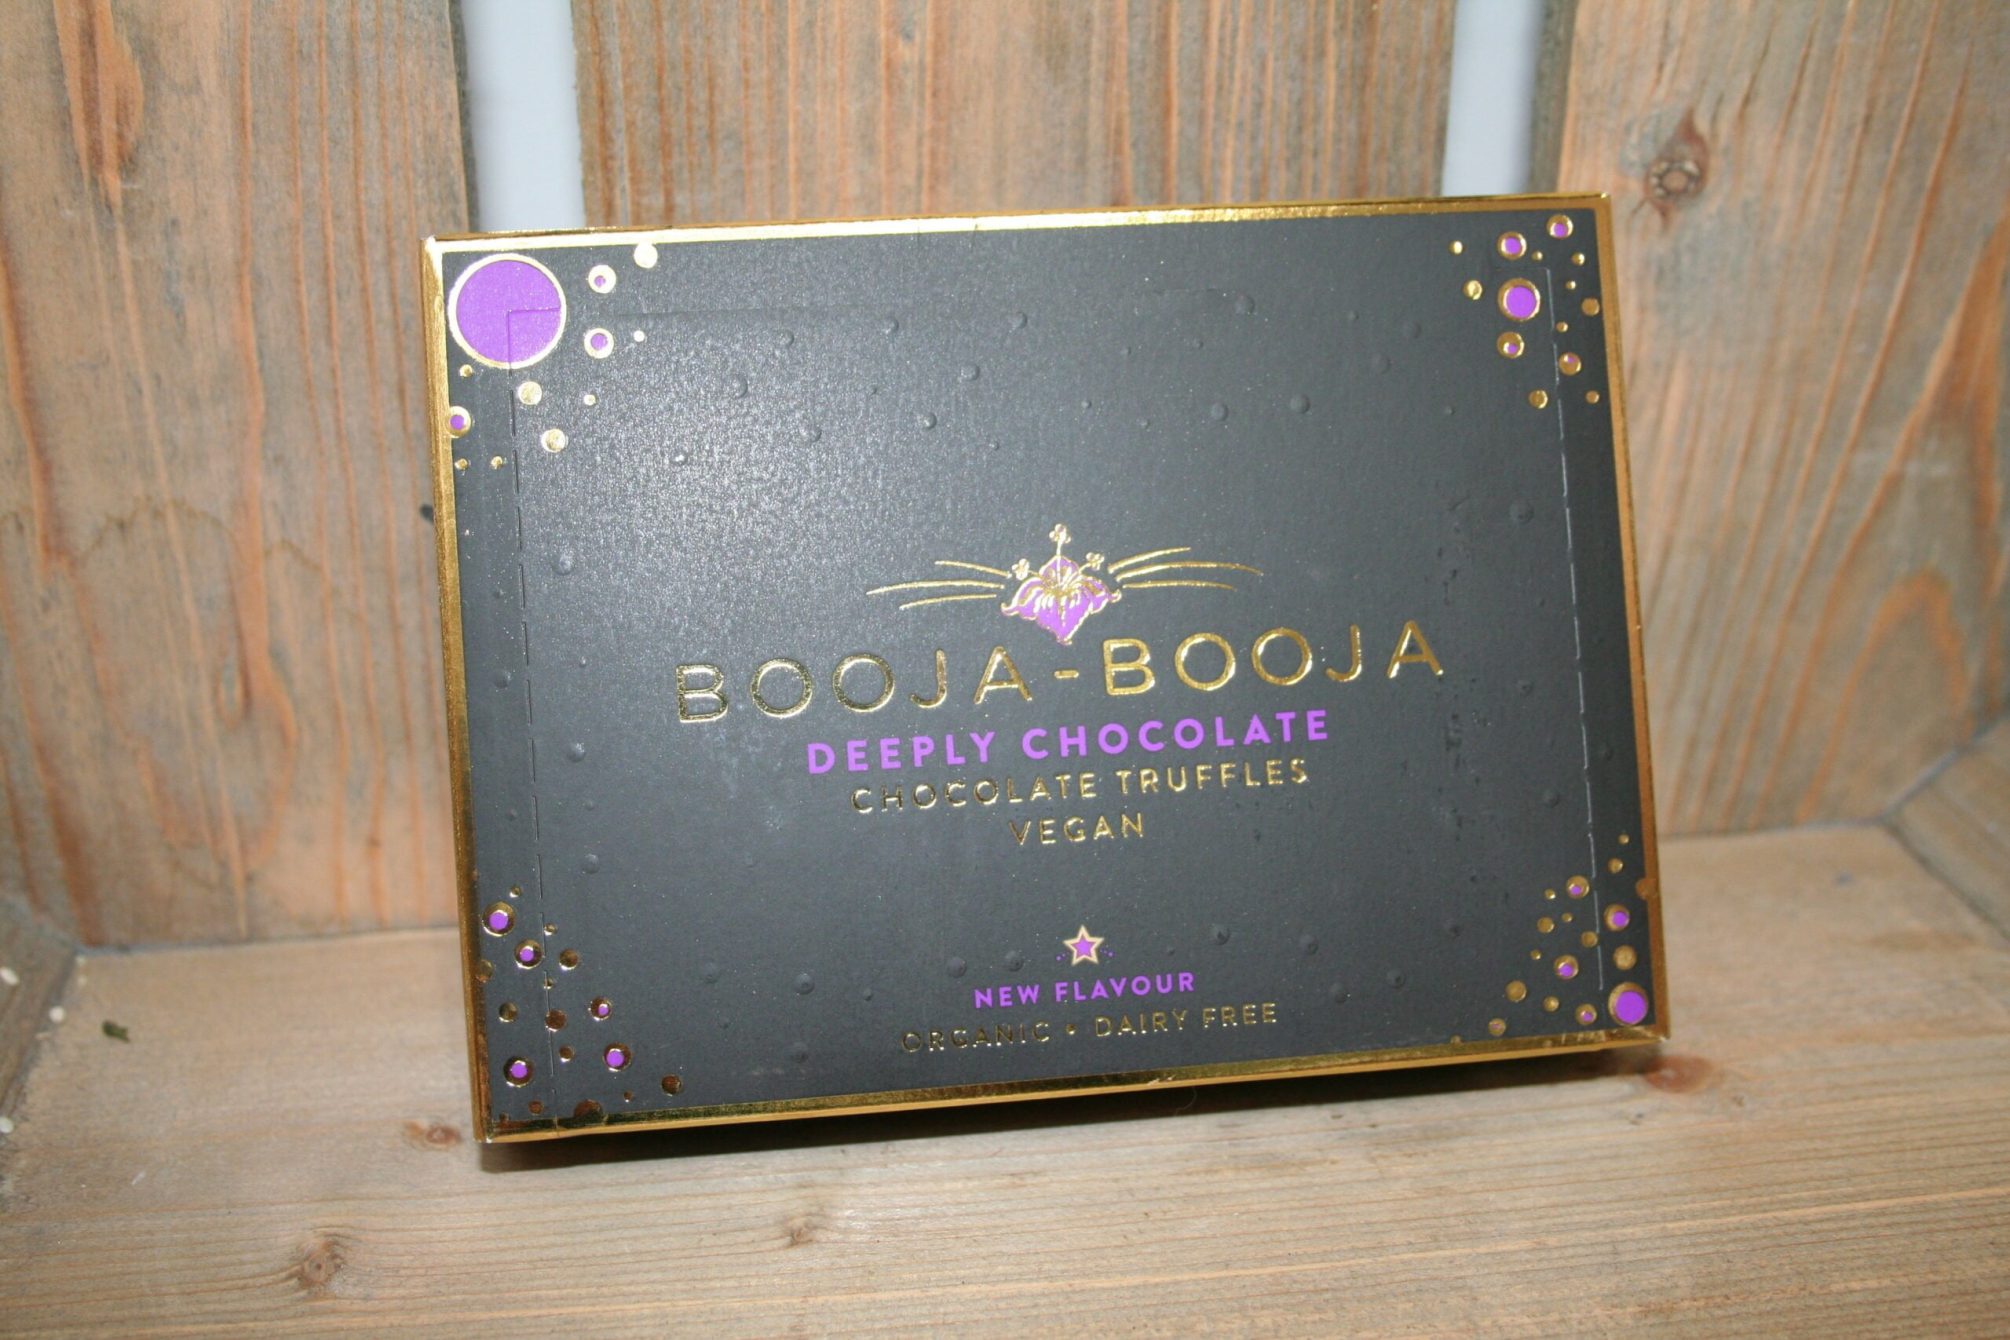 BOOJA-BOOJA
DEEPLY CHOCOLATE
CHOCOLATE TRUFFLES
VEGAN
NEW FLAVOUR
ORGANIC • DAIRY FREE